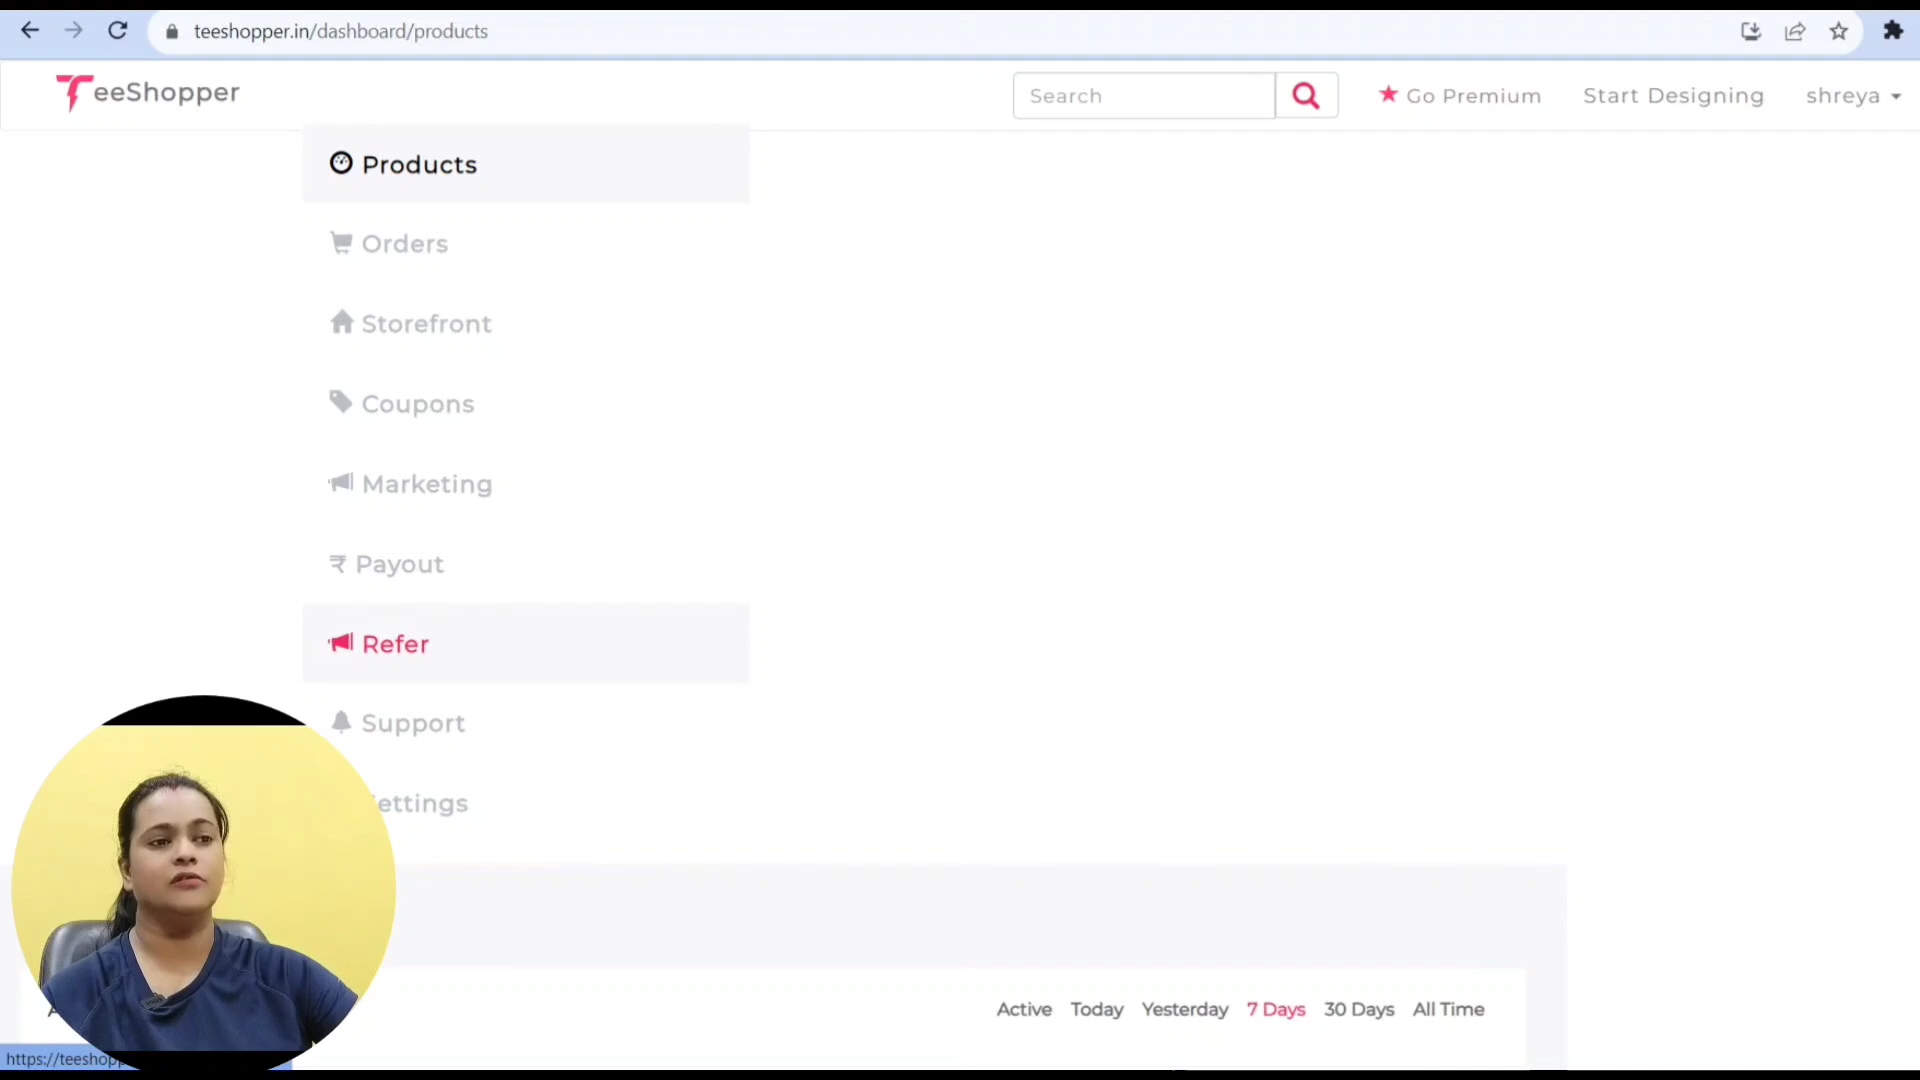 teeshopper.in/dashboard/products
TeeShopper
Search
Go Premium
Start Designing
shreya
Products
Orders
Storefront
Coupons
Marketing
₹ Payout
Refer
Support
ettings
Active Today Yesterday 7 Days 30 Days All Time
https://teeshop